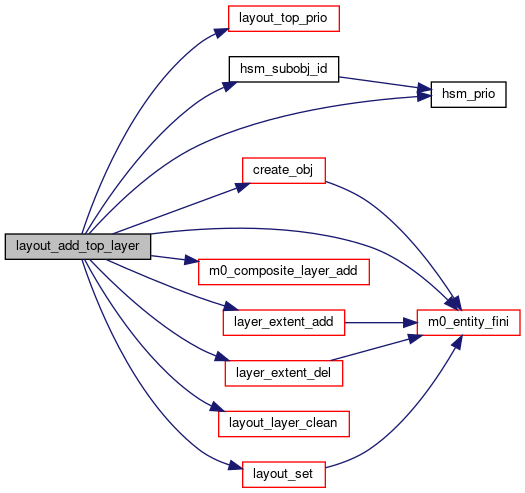 layout_top_prio
hsm_subobj_id
hsm_prio
create_obj
layout_add_top_layer
m0_composite_layer_add
layer_extent_add
m0_entity_fini
layer_extent_del
layout_layer_clean
layout_set